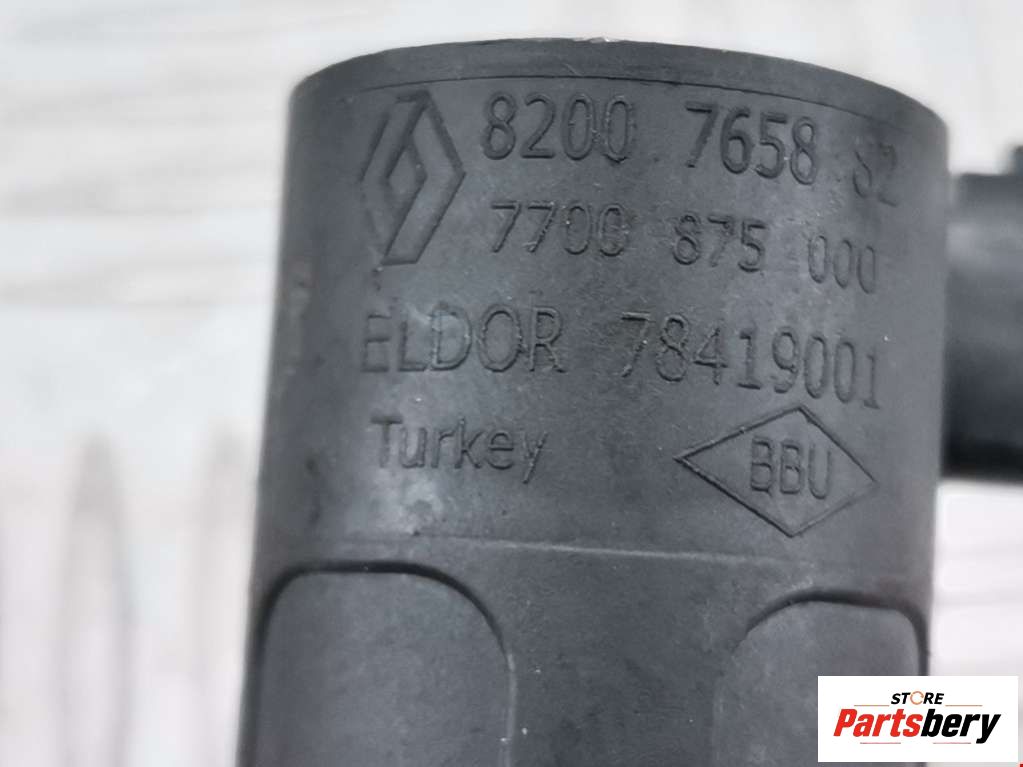 8200 7658 82
7700 875 000
ELDOR 78419001
Turkey
BBU
STORE
Partsbery